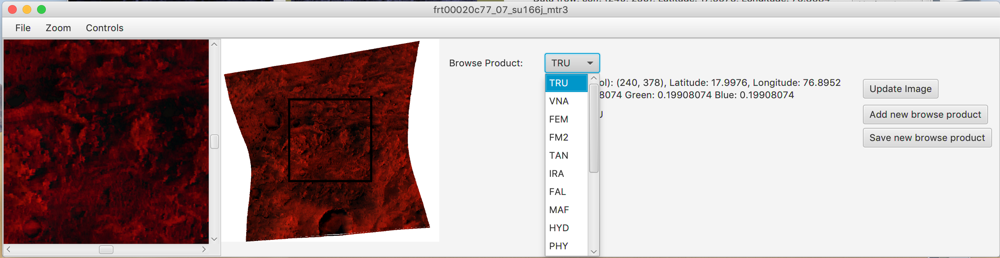 frt00020c77_07_su166j_mtr3
File Zoom Controls
Browse Product: TRU
TRU
ol): (240, 378), Latitude: 17.9976, Longitude: 76.8952
8074 Green: 0.19908074 Blue: 0.19908074
Update Image
VNA
FEM
Add new browse product
FM2
Save new browse product
TAN
IRA
FAL
MAF
HYD
PHY